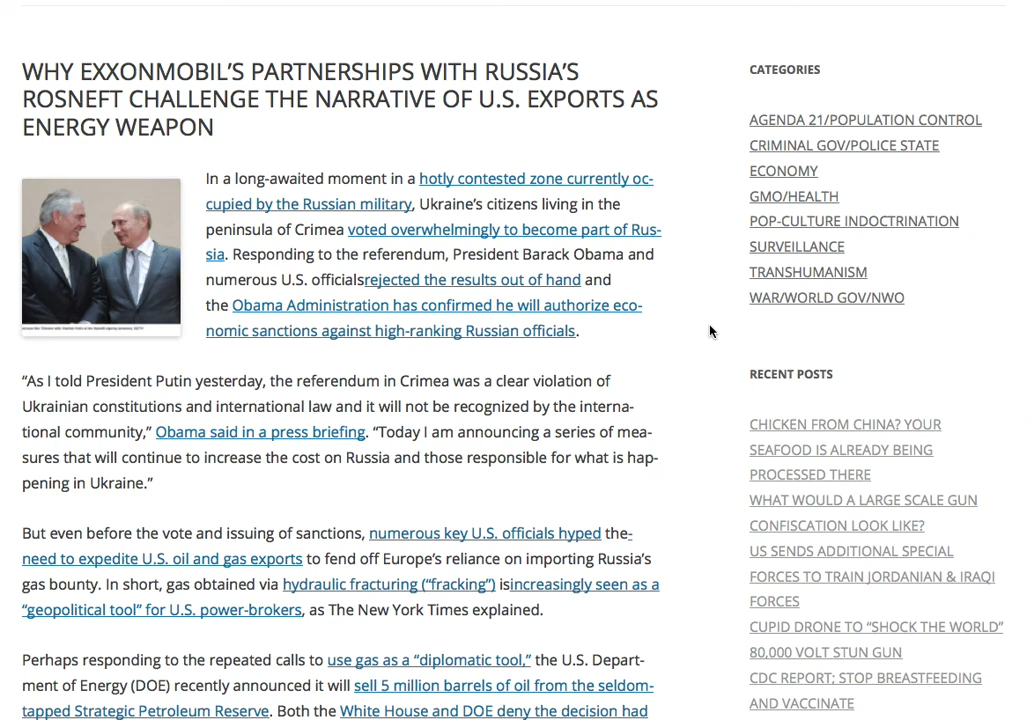 WHY EXXONMOBIL’S PARTNERSHIPS WITH RUSSIA’S
ROSNEFT CHALLENGE THE NARRATIVE OF U.S. EXPORTS AS
ENERGY WEAPON
In a long-awaited moment in a hotly contested zone currently oc-
cupied by the Russian military, Ukraine’s citizens living in the
peninsula of Crimea voted overwhelmingly to become part of Rus-
sia. Responding to the referendum, President Barack Obama and
numerous U.S. officialsrejected the results out of hand and
the Obama Administration has confirmed he will authorize eco-
nomic sanctions against high-ranking Russian officials.
“As I told President Putin yesterday, the referendum in Crimea was a clear violation of
Ukrainian constitutions and international law and it will not be recognized by the interna-
tional community,” Obama said in a press briefing. “Today I am announcing a series of mea-
sures that will continue to increase the cost on Russia and those responsible for what is hap-
pening in Ukraine.”
But even before the vote and issuing of sanctions, numerous key U.S. officials hyped the-
need to expedite U.S. oil and gas exports to fend off Europe’s reliance on importing Russia’s
gas bounty. In short, gas obtained via hydraulic fracturing (“fracking”) isincreasingly seen as a
“geopolitical tool” for U.S. power-brokers, as The New York Times explained.
Perhaps responding to the repeated calls to use gas as a “diplomatic tool,” the U.S. Depart-
ment of Energy (DOE) recently announced it will sell 5 million barrels of oil from the seldom-
tapped Strategic Petroleum Reserve. Both the White House and DOE deny the decision had
CATEGORIES
AGENDA 21/POPULATION CONTROL
CRIMINAL GOV/POLICE STATE
ECONOMY
GMO/HEALTH
POP-CULTURE INDOCTRINATION
SURVEILLANCE
TRANSHUMANISM
WAR/WORLD GOV/NWO
RECENT POSTS
CHICKEN FROM CHINA? YOUR
SEAFOOD IS ALREADY BEING
PROCESSED THERE
WHAT WOULD A LARGE SCALE GUN
CONFISCATION LOOK LIKE?
US SENDS ADDITIONAL SPECIAL
FORCES TO TRAIN JORDANIAN & IRAQI
FORCES
CUPID DRONE TO “SHOCK THE WORLD”
80,000 VOLT STUN GUN
CDC REPORT; STOP BREASTFEEDING
AND VACCINATE